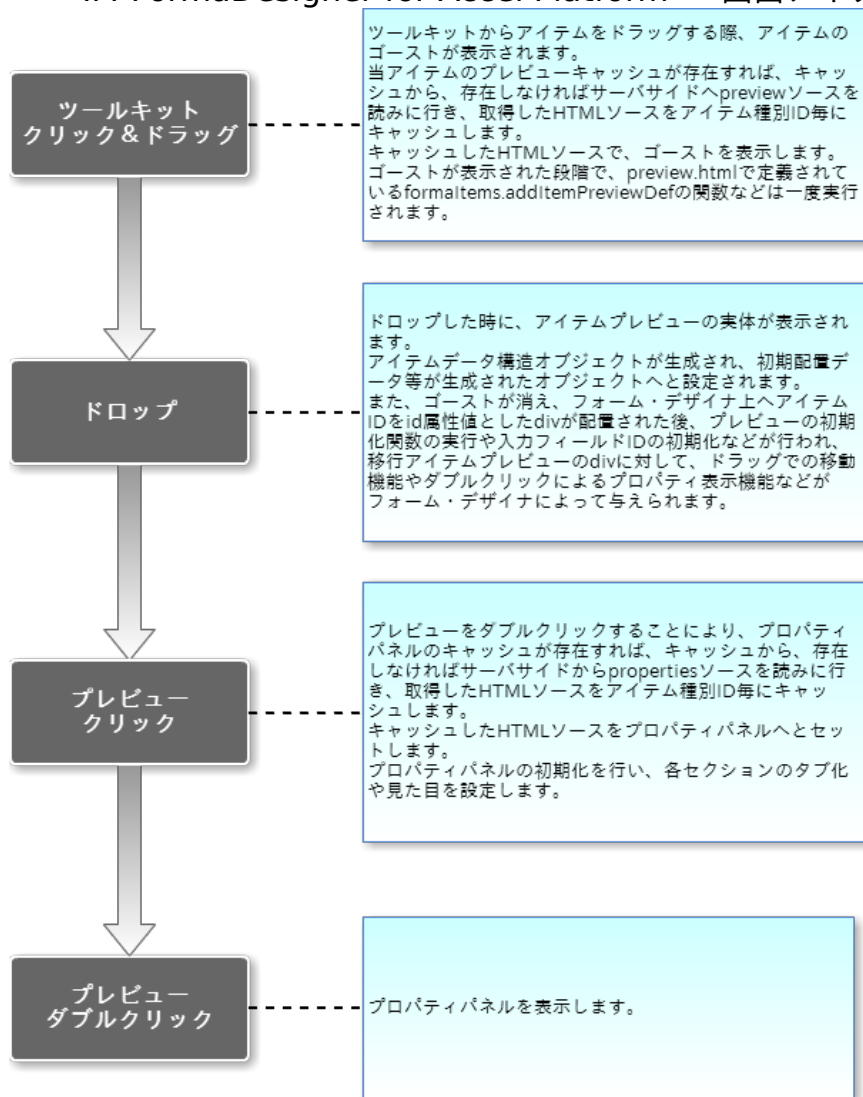 ツールキット
クリック＆ドラッグ
ツールキットからアイテムをドラッグする際、アイテムの
ゴーストが表示されます。
当アイテムのプレビューキャッシュが存在すれば、キャッ
シュから、存在しなければサーバサイドへpreviewソースを
読みに行き、取得したHTMLソースをアイテム種別ID毎に
キャッシュします。
キャッシュしたHTMLソースで、ゴーストを表示します。
ゴーストが表示された段階で、preview.htmlで定義されて
いるformaItems.addItemPreviewDefの関数などは一度実行
されます。
ドロップ
ドロップした時に、アイテムプレビューの実体が表示され
ます。
アイテムデータ構造オブジェクトが生成され、初期配置デ
ータ等が生成されたオブジェクトへと設定されます。
また、ゴーストが消え、フォーム・デザイナ上へアイテム
IDをid属性値としたdivが配置された後、プレビューの初期
化関数の実行や入力フィールドIDの初期化などが行われ、
移行アイテムプレビューのdivに対して、ドラッグでの移動
機能やダブルクリックによるプロパティ表示機能などが
フォーム・デザイナによって与えられます。
プレビュー
クリック
プレビューをダブルクリックすることにより、プロパティ
パネルのキャッシュが存在すれば、キャッシュから、存在
しなければサーバサイドからpropertiesソースを読みに行
き、取得したHTMLソースをアイテム種別ID毎にキャッ
シュします。
キャッシュしたHTMLソースをプロパティパネルへとセッ
トします。
プロパティパネルの初期化を行い、各セクションのタブ化
や見た目を設定します。
プレビュー
ダブルクリック
プロパティパネルを表示します。